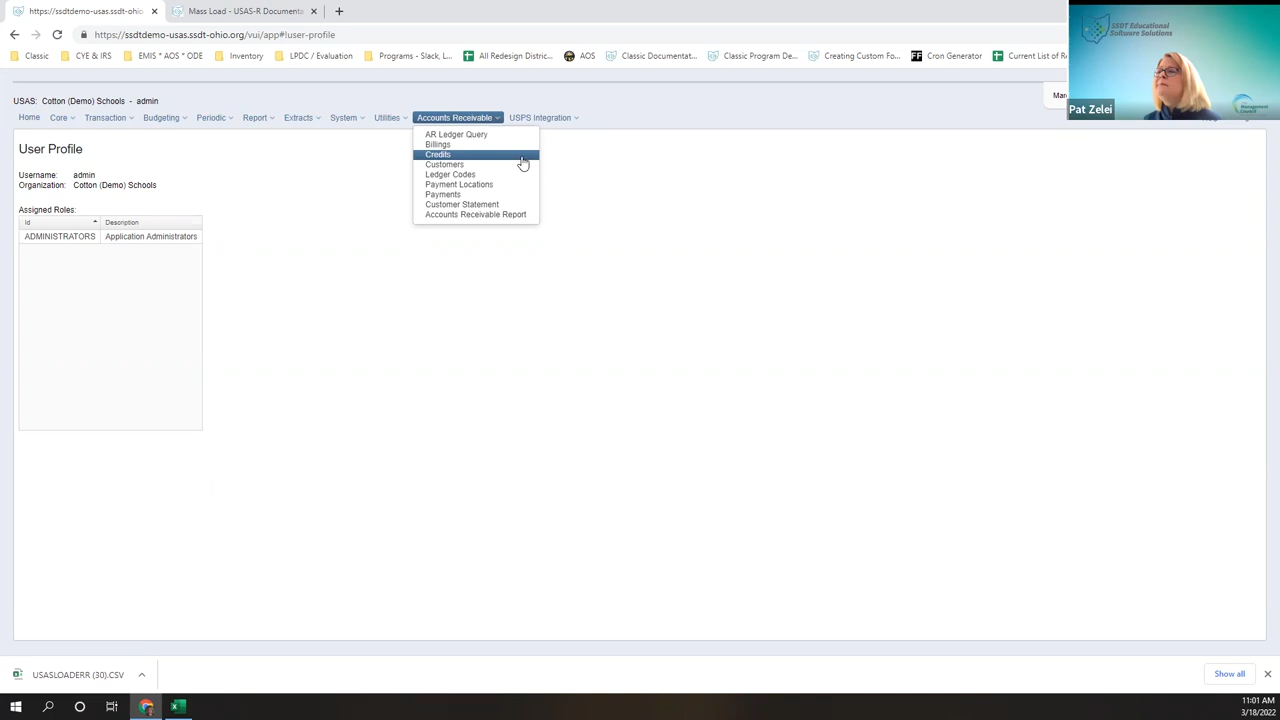 https://ssdtdemo-usas.ssdt-ohio
Mass Load - USAS-R Documenta
https://ssdtdemo-usas.ssdt-ohio.org/vui/app#user-profile
Classic
CYE & IRS
EMIS * AOS * ODE
Inventory
LPDC / Evaluation
Programs - Slack, L...
All Redesign Distric...
AOS
Classic Documentat...
Classic Program De...
Creating Custom Fo...
Cron Generator
Current List of Re
SSDT Educational
Software Solutions
Management
Council
Pat Zelei
USAS: Cotton (Demo) Schools - admin
Mar
Home
Core
Transaction
Budgeting
Periodic
Report
Extracts
System
Utilities
Accounts Receivable
USPS Integration
AR Ledger Query
Billings
Credits
Customers
Ledger Codes
Payment Locations
Payments
Customer Statement
Accounts Receivable Report
User Profile
Username: admin
Organization: Cotton (Demo) Schools
Assigned Roles:
Id Description
ADMINISTRATORS Application Administrators
USASLOADERR (30).CSV
Show all
11:01 AM
3/18/2022